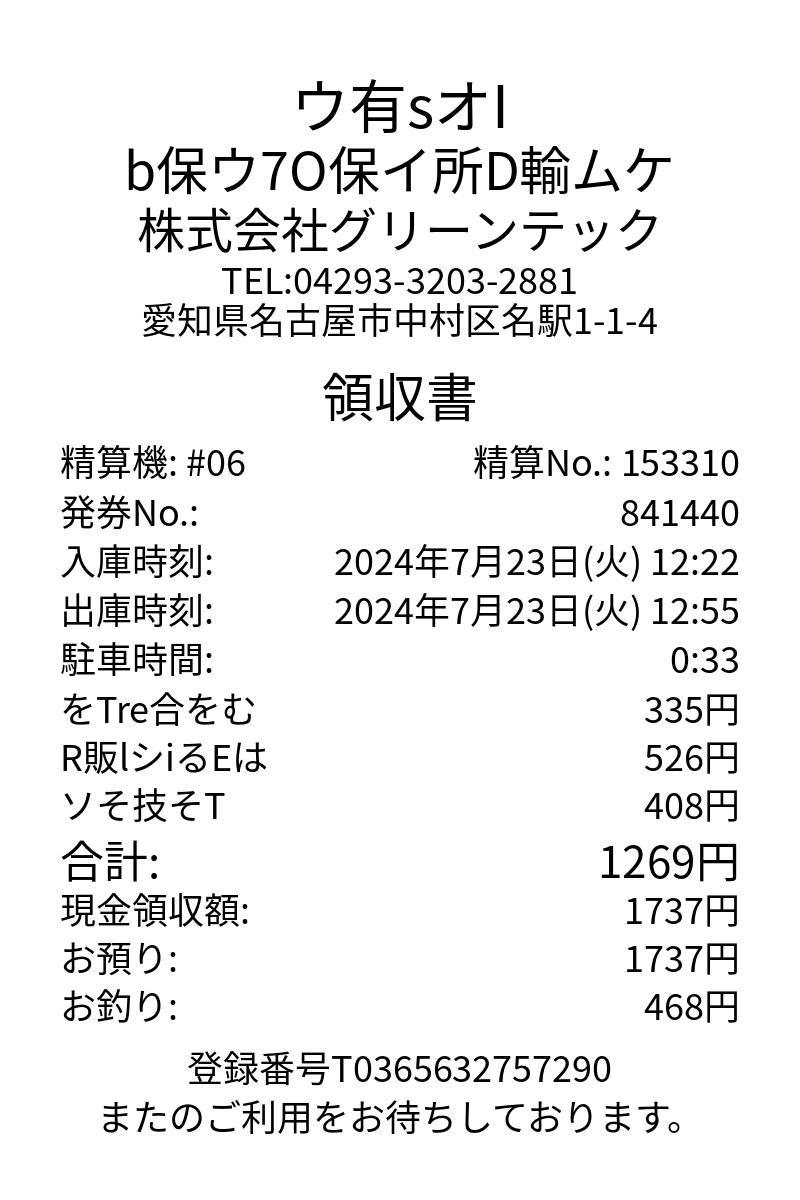 ウ有sオl
b保ウ7O保イ所D輸ムケ
株式会社グリーンテック
TEL:04293-3203-2881
愛知県名古屋市中村区名駅1-1-4
領収書
精算機: #06 精算No.: 153310
発券No.: 841440
入庫時刻: 2024年7月23日(火) 12:22
出庫時刻: 2024年7月23日(火) 12:55
駐車時間: 0:33
をTre合をむ 335円
R販lシiるEは 526円
ソそ技そT 408円
合計: 1269円
現金領収額: 1737円
お預り: 1737円
お釣り: 468円
登録番号T0365632757290
またのご利用をお待ちしております。